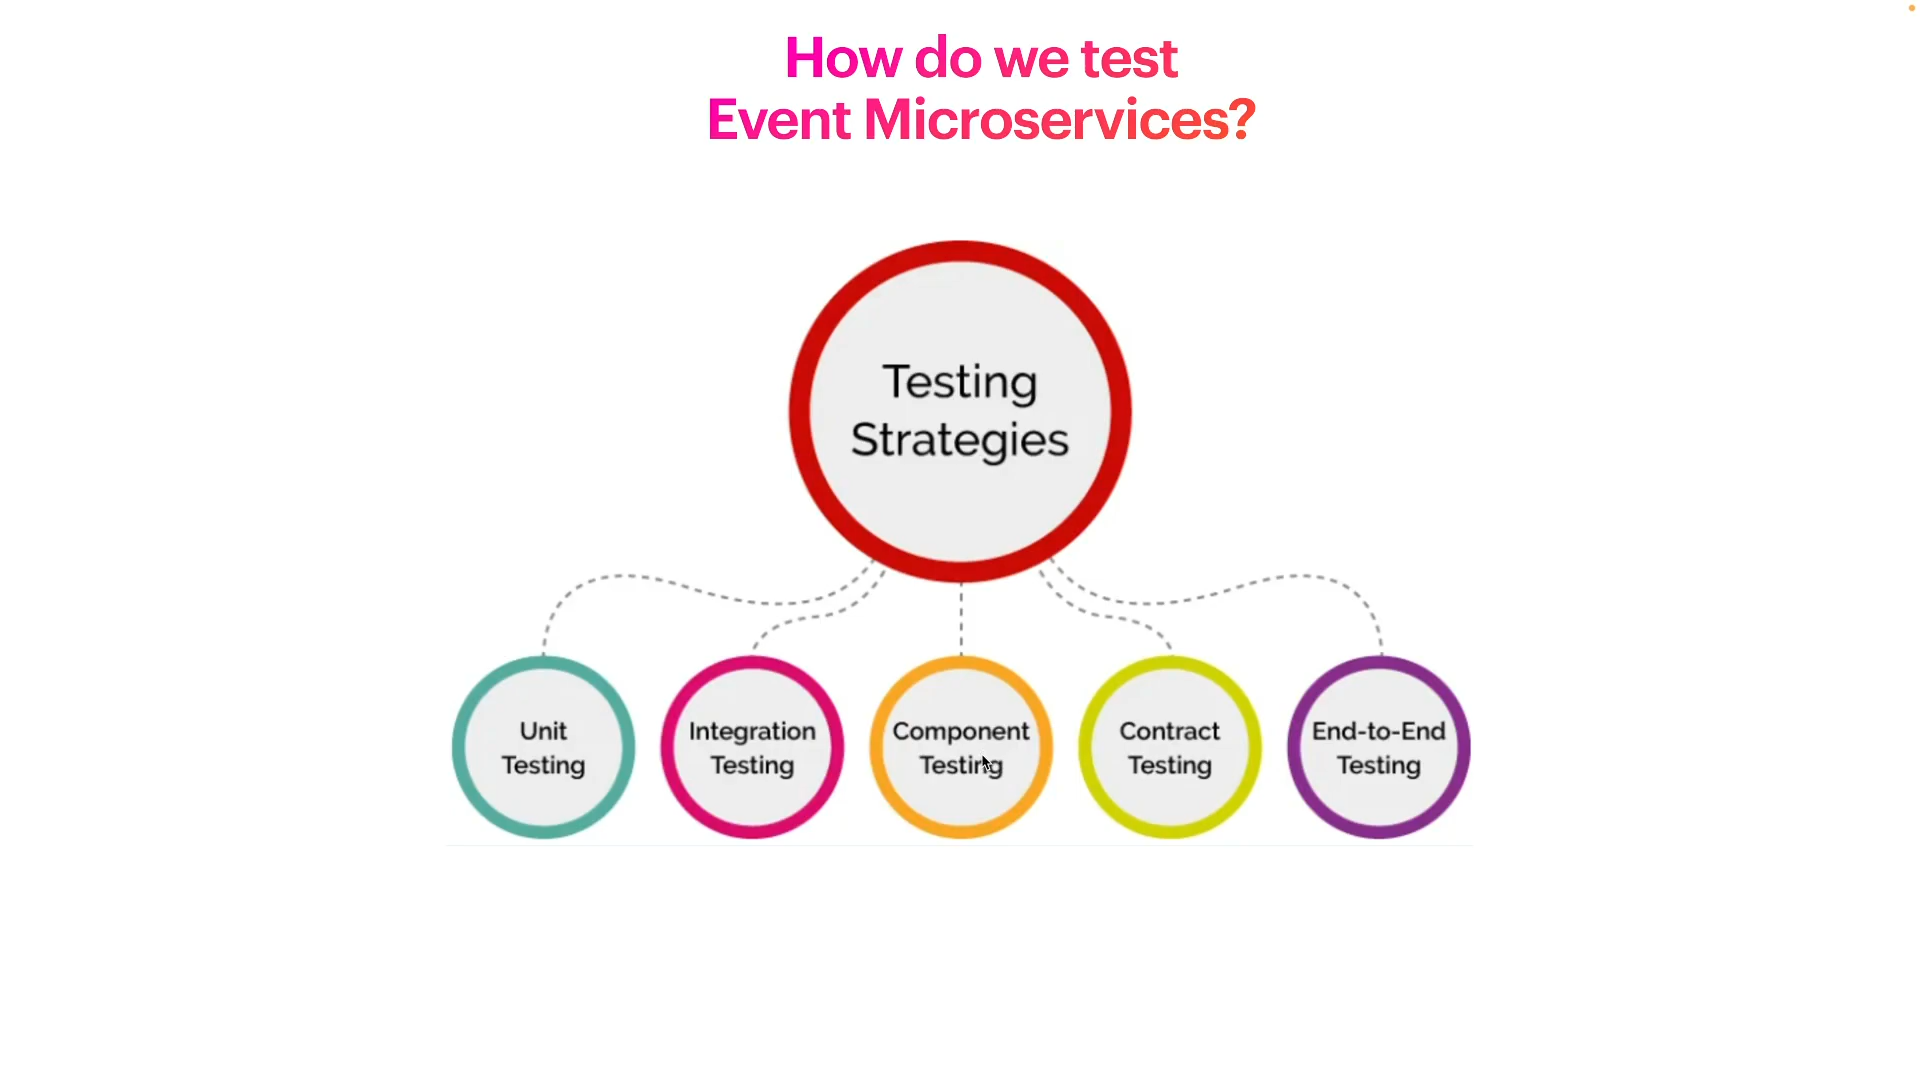 How do we test
Event Microservices?
Testing
Strategies
Unit
Testing
Integration
Testing
Component
Testing
Contract
Testing
End-to-End
Testing